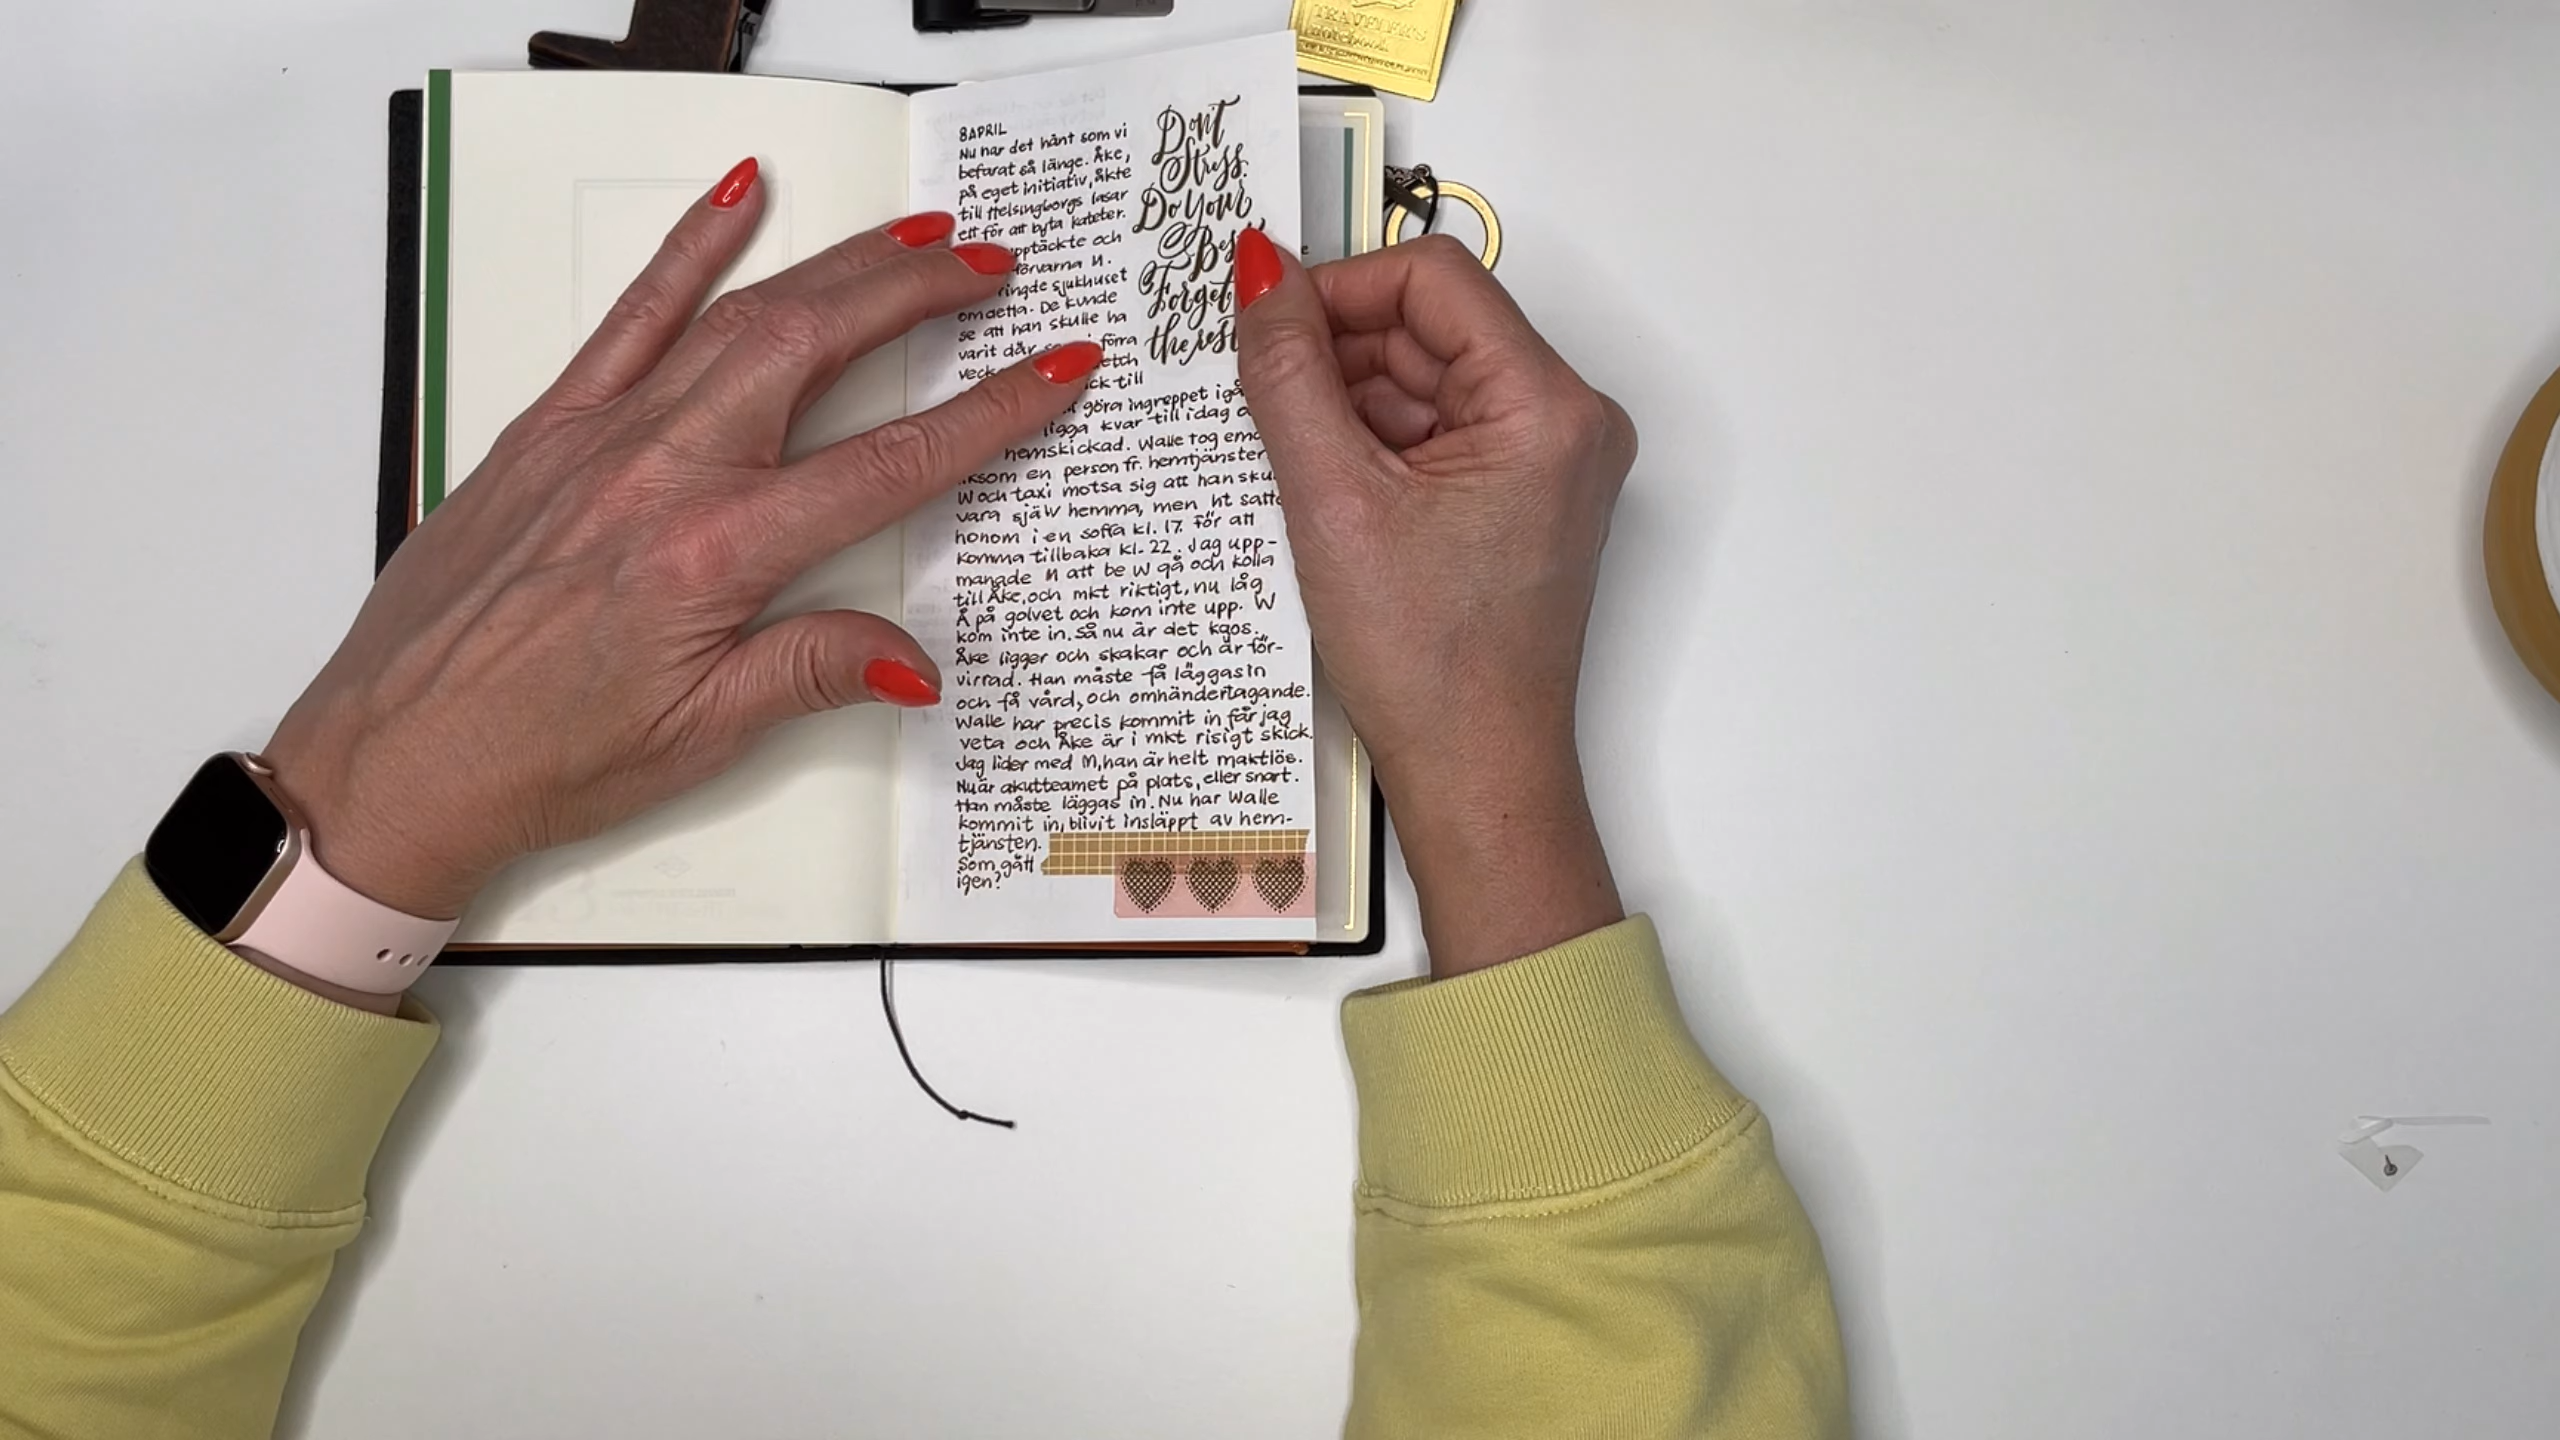 TRAVELER'S
notebook
8 APRIL
Nu har det hänt som vi
befarat så länge. Åke,
på eget initiativ, åkte
till Helsingborgs lasar
ett för att byta kateter.
upptäckte och
förvarna M.
ringde sjukhuset
om detta. De kunde
se att han skulle ha
varit där förra
till
göra ingreppet
ligga kvar till idag
hemskickad. Walle tog
som en person fr. hemtjänsten
W och taxi motsa sig att han
vara själv hemma, men ht satte
honom i en soffa kl. 17. för att
komma tillbaka kl. 22. Jag upp-
manade M att be W gå och kolla
till Åke, och mkt riktigt, nu låg
Å på golvet och kom inte upp. W
kom inte in. Så nu är det kaos.
Åke ligger och skakar och är för-
virrad. Han måste få läggas in
och få vård, och omhändertagande.
Walle har precis kommit in får jag
veta och Åke är i mkt risigt skick.
Jag lider med M, han är helt maktlös.
Nu är akutteamet på plats, eller snart.
Han måste läggas in. Nu har Walle
kommit in, blivit insläppt av hem-
tjänsten.
Som gått
igen?
Don't
Stress.
Do Your
Best
Forget
the rest